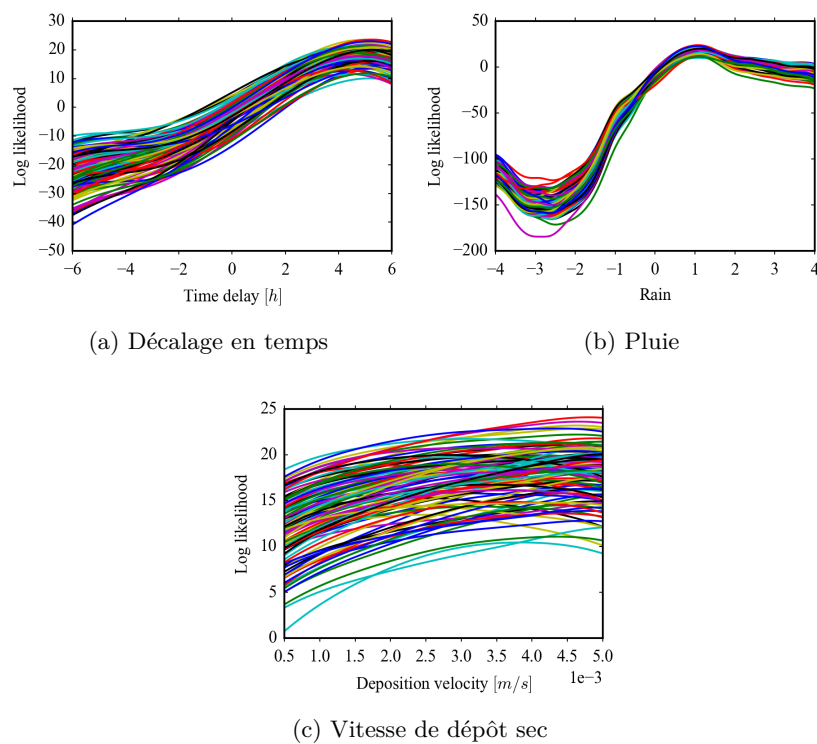 30
20
10
0
−10
−20
−30
−40
−50
Log likelihood
−6 −4 −2 0 2 4 6
Time delay [h]
(a) Décalage en temps
50
0
−50
−100
−150
−200
Log likelihood
−4 −3 −2 −1 0 1 2 3 4
Rain
(b) Pluie
25
20
15
10
5
0
Log likelihood
0.5 1.0 1.5 2.0 2.5 3.0 3.5 4.0 4.5 5.0
1e−3
Deposition velocity [m/s]
(c) Vitesse de dépôt sec